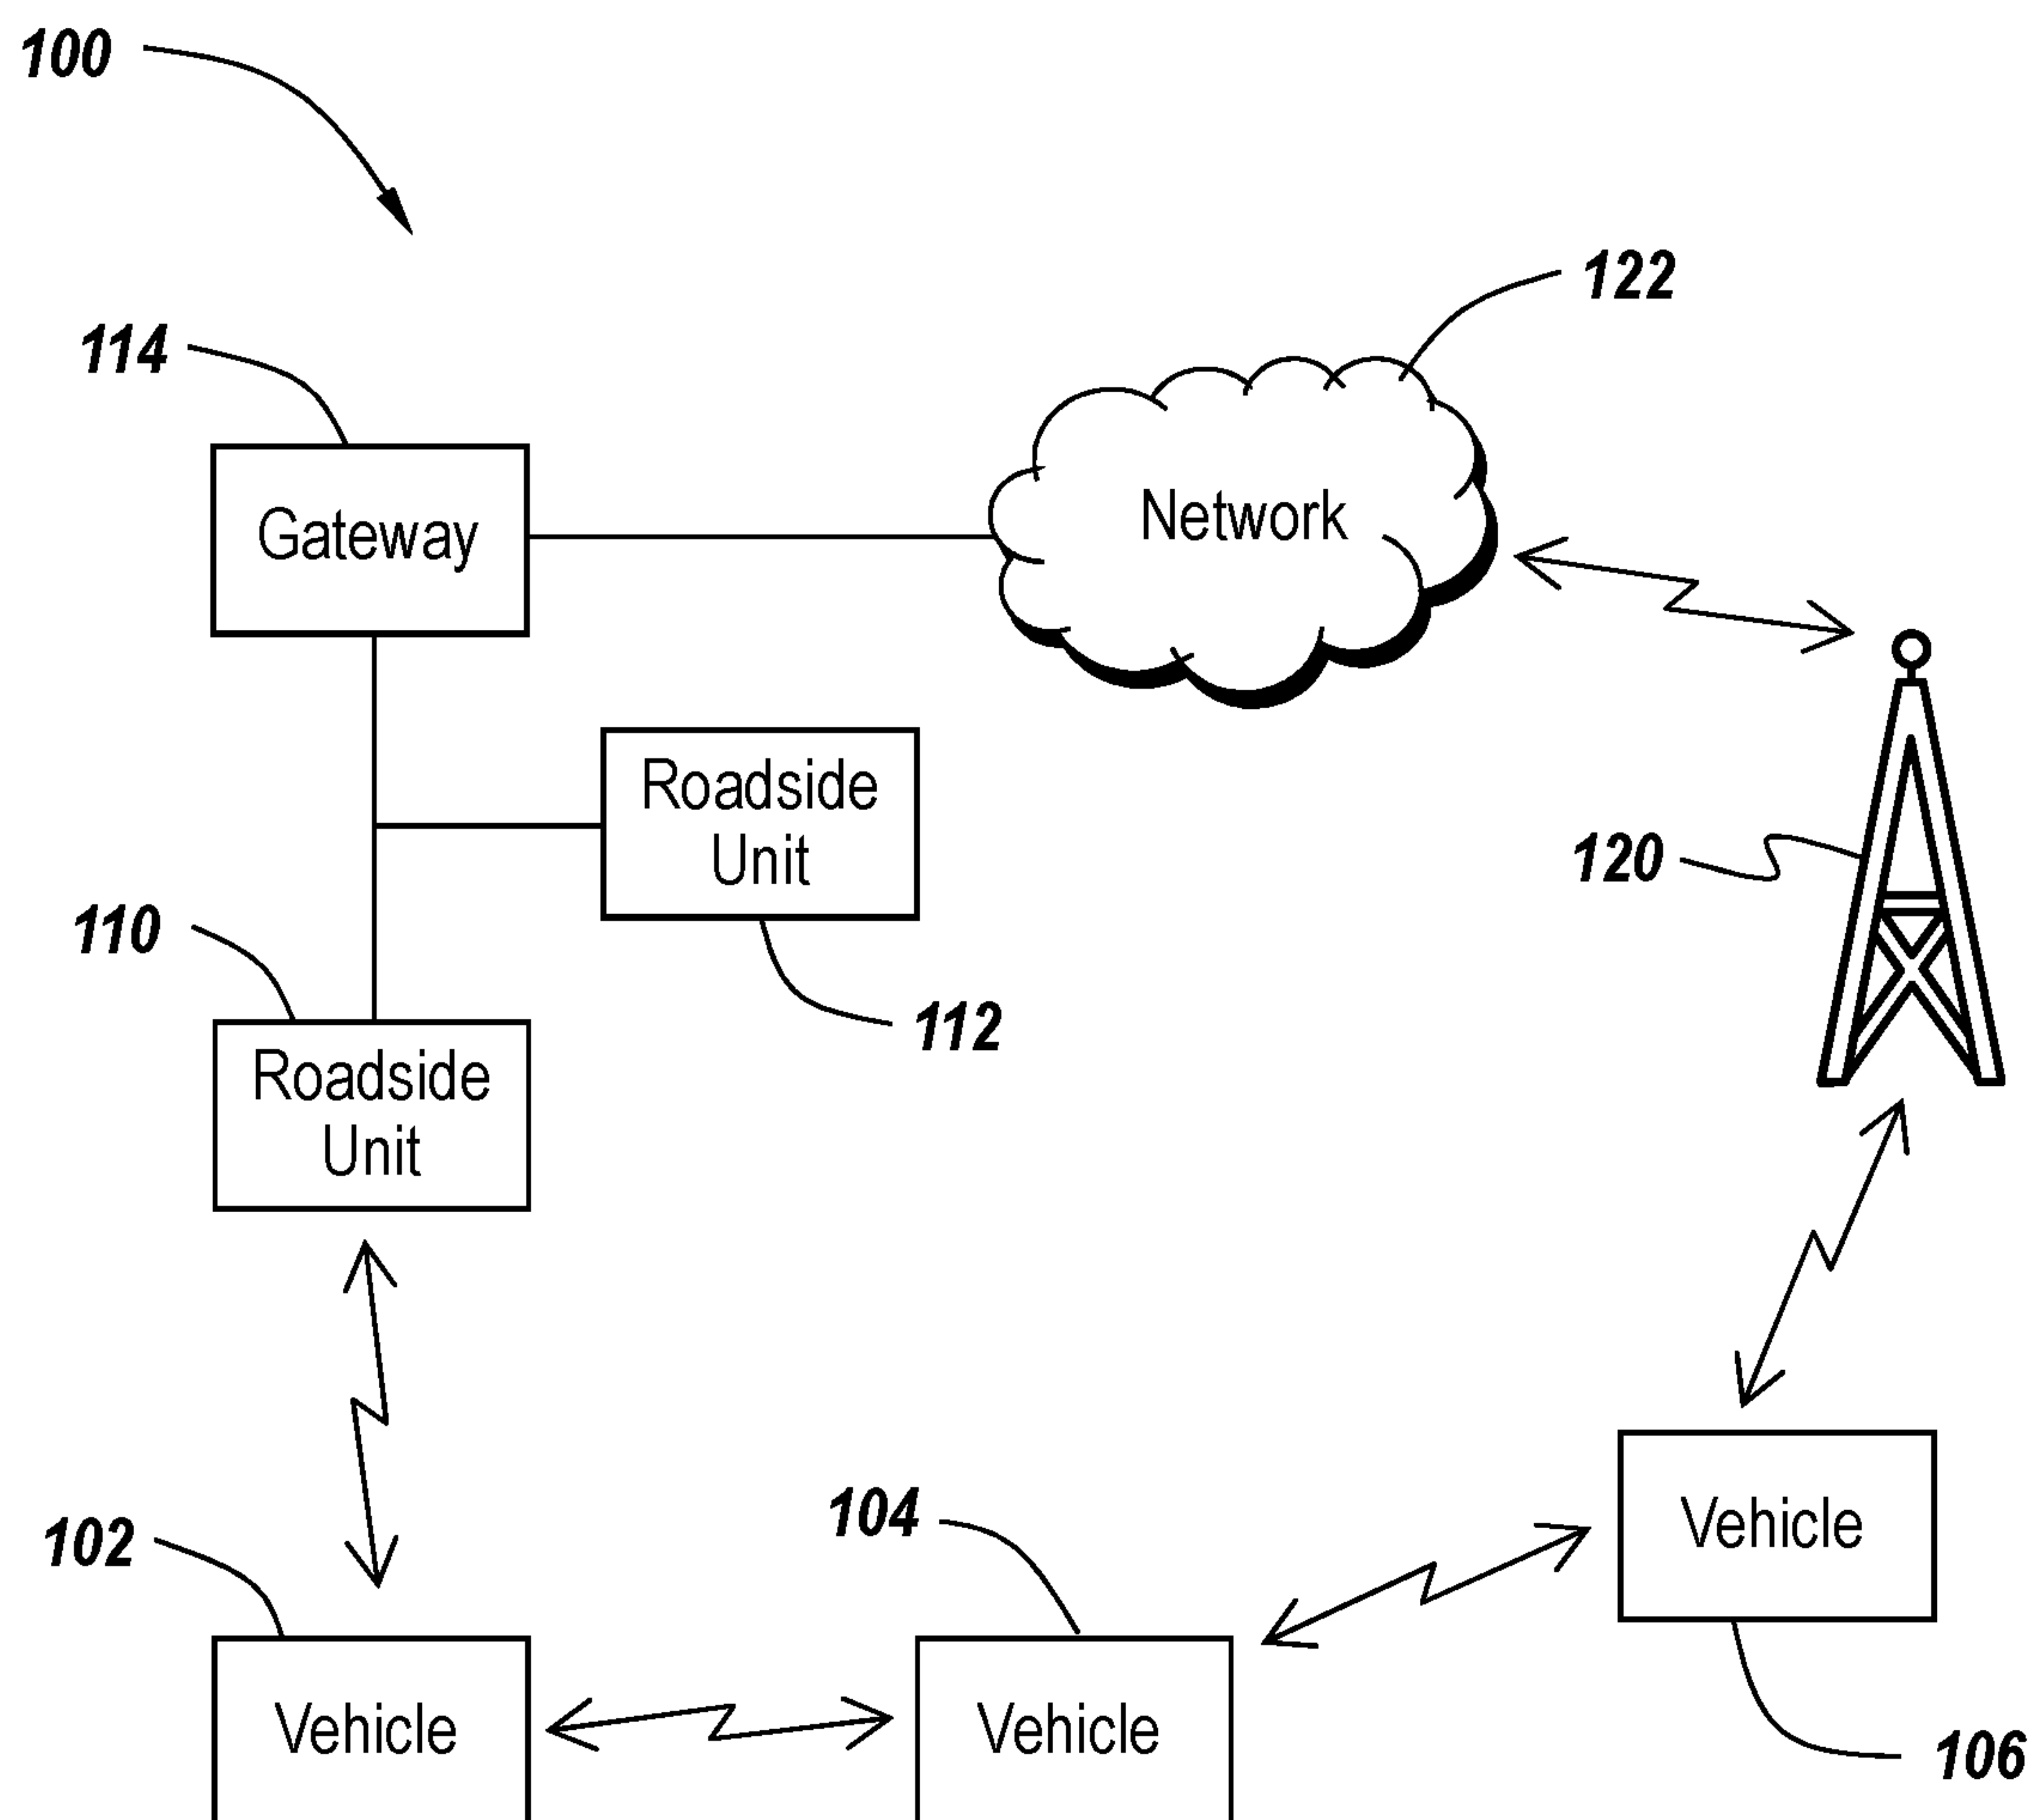 100
122
114
Gateway
Network
Roadside
Unit
120
110
112
Roadside
Unit
104
102
Vehicle
Vehicle
Vehicle
106